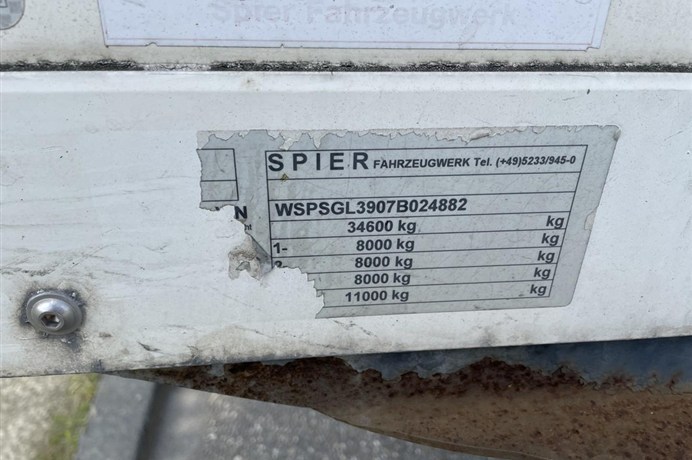 Spier Fahrzeugwerk
SPIER FAHRZEUGWERK Tel. (+49)5233/945-0
N WSPSGL3907B024882
34600 kg kg
1- 8000 kg kg
8000 kg kg
8000 kg kg
11000 kg kg